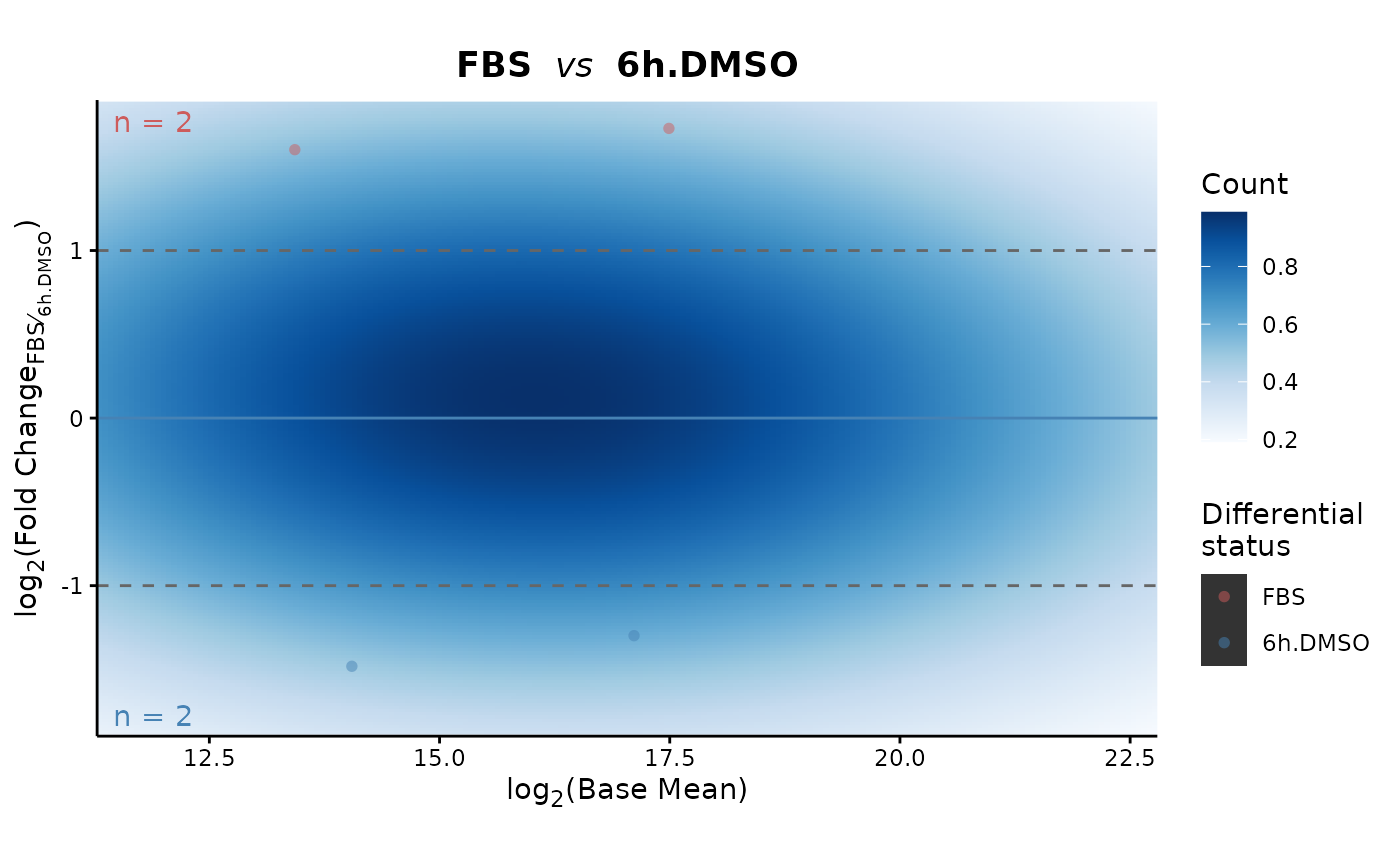 FBS vs 6h.DMSO
n = 2
n = 2
log2(Fold ChangeFBS⁄6h.DMSO)
1
0
-1
12.5 15.0 17.5 20.0 22.5
log2(Base Mean)
Count
0.8
0.6
0.4
0.2
Differential
status
FBS
6h.DMSO